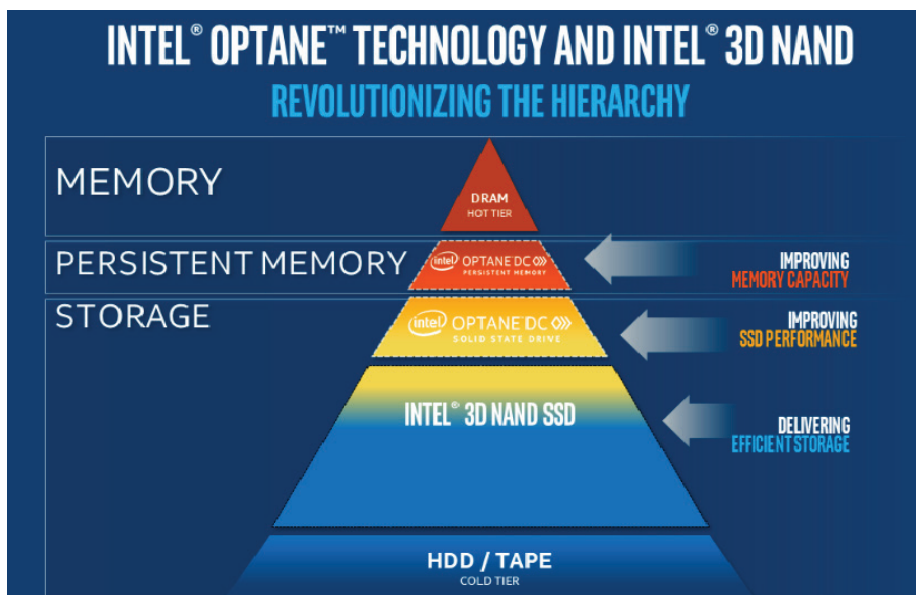 INTEL® OPTANE™ TECHNOLOGY AND INTEL® 3D NAND
REVOLUTIONIZING THE HIERARCHY
MEMORY
DRAM
HOT TIER
PERSISTENT MEMORY
intel OPTANE DC
PERSISTENT MEMORY
IMPROVING
MEMORY CAPACITY
STORAGE
intel OPTANE DC
SOLID STATE DRIVE
IMPROVING
SSD PERFORMANCE
INTEL® 3D NAND SSD
DELIVERING
EFFICIENT STORAGE
HDD / TAPE
COLD TIER